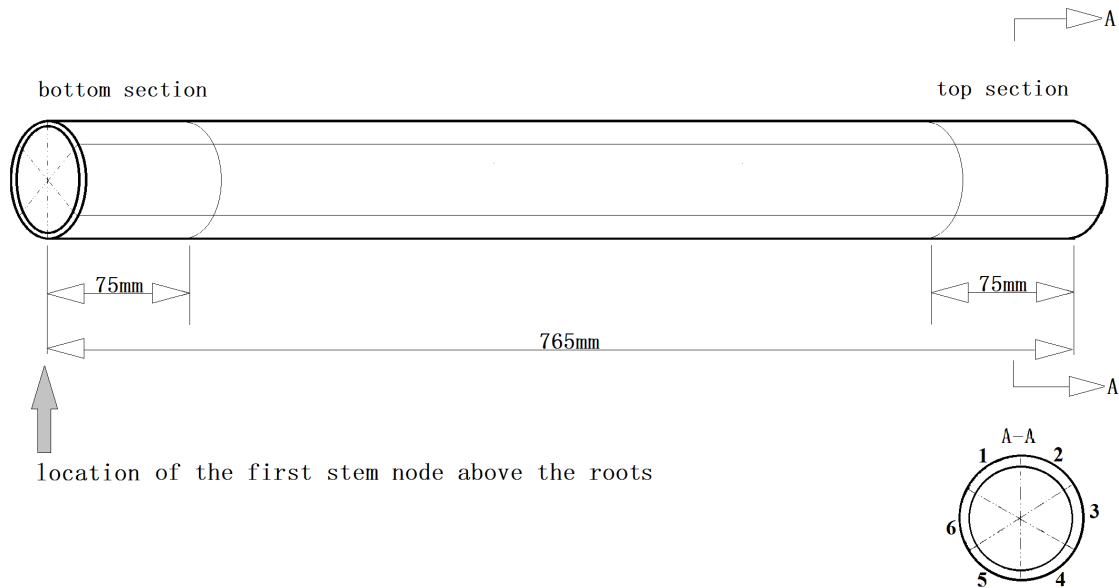 A
bottom section
top section
75mm
75mm
765mm
A
A-A
1
2
location of the first stem node above the roots
3
6
5
4